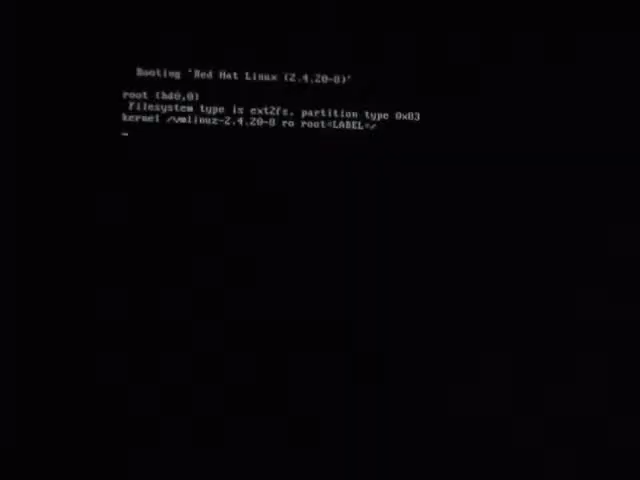 Booting 'Red Hat Linux (2.4.20-8)'
root (hd0,0)
Filesystem type is ext2fs, partition type 0x83
kernel /vmlinuz-2.4.20-8 ro root=LABEL=/